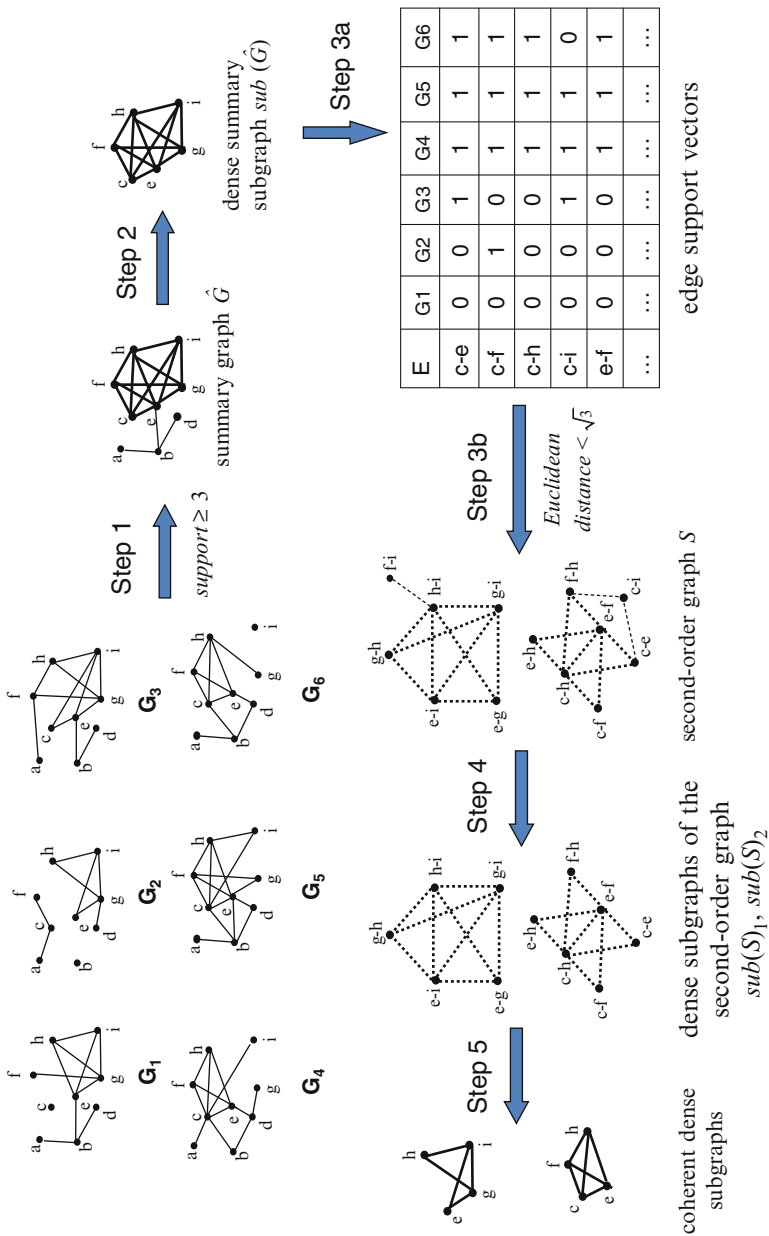 a
c
f
h
b
e
d
g
i
G1
a
c
f
h
b
e
d
g
i
G2
a
c
f
h
b
e
d
g
i
G3
a
c
f
h
b
e
d
g
i
G4
a
c
f
h
b
e
d
g
i
G5
a
c
f
h
b
e
d
g
i
G6
Step 1
support ≥ 3
a
c
f
h
b
e
d
g
i
summary graph Ĝ
Step 2
c
f
h
e
g
i
dense summary
subgraph sub (Ĝ)
Step 3a
E G1 G2 G3 G4 G5 G6
c-e 0 0 1 1 1 1
c-f 0 1 0 1 1 1
c-h 0 0 0 1 1 1
c-i 0 0 1 1 1 0
e-f 0 0 0 1 1 1
… … … … … … …
edge support vectors
Step 3b
Euclidean
distance < √3
g-h
f-i
e-i
h-i
e-g
g-i
e-h
f-h
c-h
e-f
c-f
c-i
c-e
second-order graph S
Step 4
g-h
e-i
h-i
e-g
g-i
e-h
f-h
c-h
e-f
c-f
c-e
dense subgraphs of the
second-order graph
sub(S)1, sub(S)2
Step 5
h
e
g
i
f
h
c
e
coherent dense
subgraphs